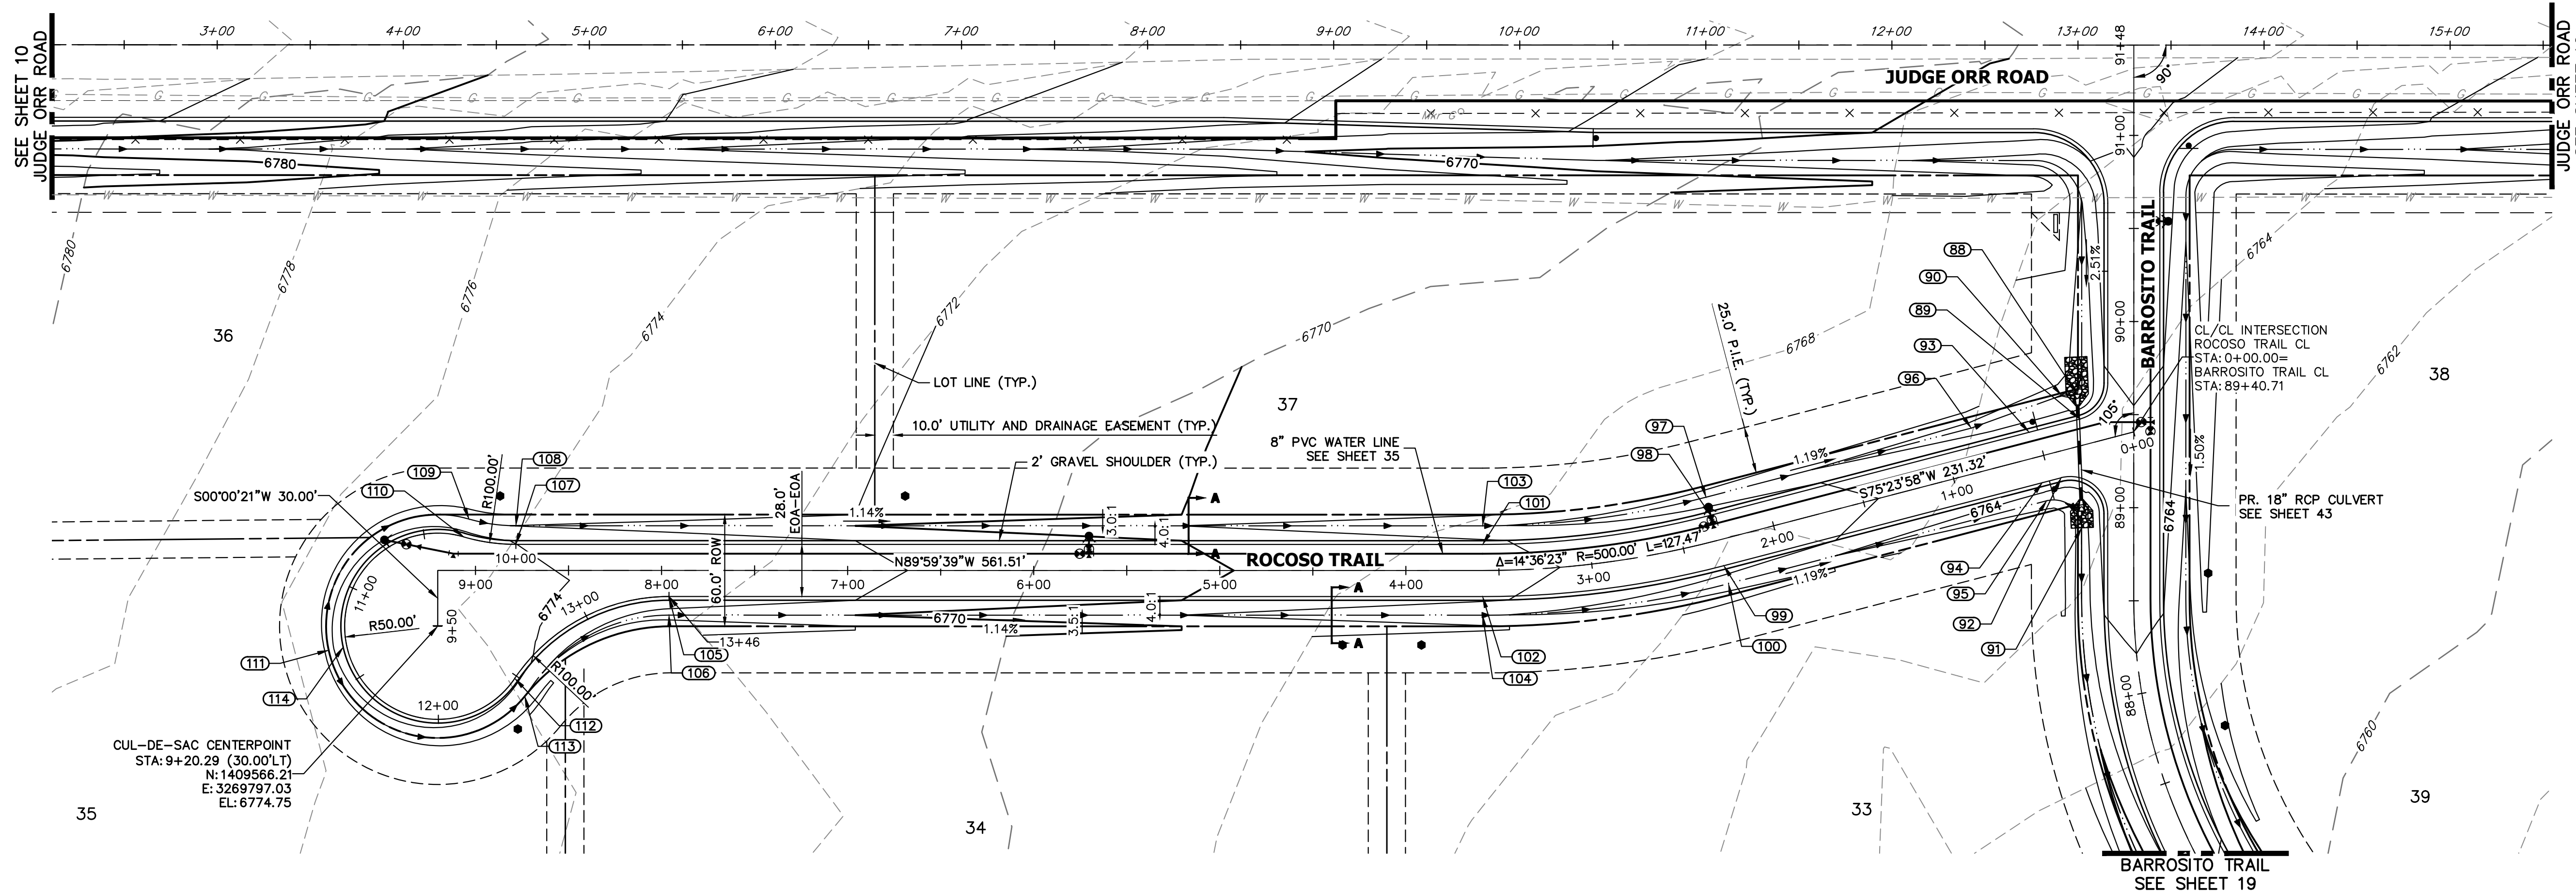 3+00 4+00 5+00 6+00 7+00 8+00 9+00 10+00 11+00 12+00 13+00 14+00 15+00
SEE SHEET 10
JUDGE ORR ROAD
JUDGE ORR ROAD
91+48
90°
JUDGE ORR ROAD
G G G G G G G G G G G G G G G G G G G G G G G
91+00
6780
6770
W W W W W W W W W W W W W W W W W W W W W W W
6780
6778
6776
6774
6772
6770
6768
6764
6762
6760
36
37
38
88
90
89
93
96
97
98
2.51%
BARROSITO TRAIL
90+00
CL/CL INTERSECTION
ROCOSO TRAIL CL
STA: 0+00.00=
BARROSITO TRAIL CL
STA: 89+40.71
25.0' P.I.E. (TYP.)
LOT LINE (TYP.)
10.0' UTILITY AND DRAINAGE EASEMENT (TYP.)
8" PVC WATER LINE
SEE SHEET 35
2' GRAVEL SHOULDER (TYP.)
105°
0+00
1.50%
1.19%
S75°23'58"W 231.32'
1+00
6764
6764
89+00
PR. 18" RCP CULVERT
SEE SHEET 43
109
110
108
107
R100.00'
S00°00'21"W 30.00'
28.0'
EOA-EOA
1.14%
3.0:1
4.0:1
A
A
103
101
N89°59'39"W 561.51'
ROCOSO TRAIL
Δ=14°36'23" R=500.00' L=127.47'
2+00
3+00
4+00
5+00
6+00
7+00
8+00
9+00
10+00
11+00
12+00
13+00
13+46
9+50
60.0' ROW
6774
R50.00'
R100.00'
6770
1.14%
3.5:1
4.0:1
A
A
1.19%
94
95
92
91
99
100
102
104
105
106
111
114
112
113
88+00
CUL-DE-SAC CENTERPOINT
STA: 9+20.29 (30.00'LT)
N: 1409566.21
E: 3269797.03
EL: 6774.75
35
34
33
39
BARROSITO TRAIL
SEE SHEET 19